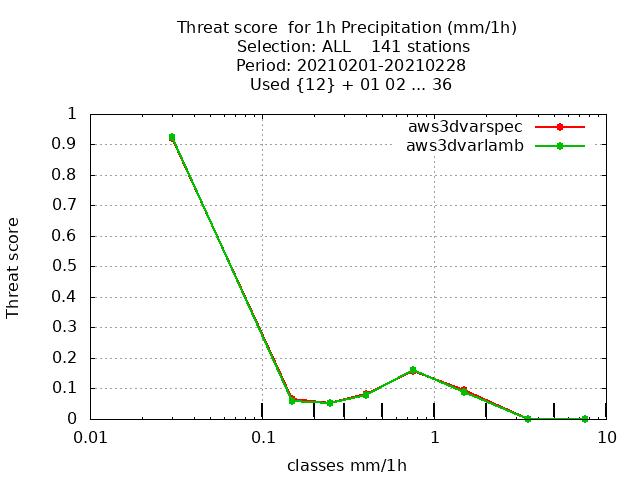 Threat score  for 1h Precipitation (mm/1h)
Selection: ALL    141 stations
Period: 20210201-20210228
Used {12} + 01 02 ... 36
aws3dvarspec
aws3dvarlamb
1
0.9
0.8
0.7
0.6
0.5
0.4
0.3
0.2
0.1
0
Threat score
0.01
0.1
1
10
classes mm/1h